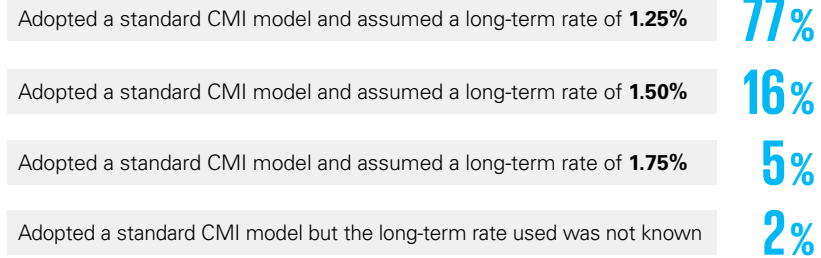 Adopted a standard CMI model and assumed a long-term rate of 1.25% 77%
Adopted a standard CMI model and assumed a long-term rate of 1.50% 16%
Adopted a standard CMI model and assumed a long-term rate of 1.75% 5%
Adopted a standard CMI model but the long-term rate used was not known 2%